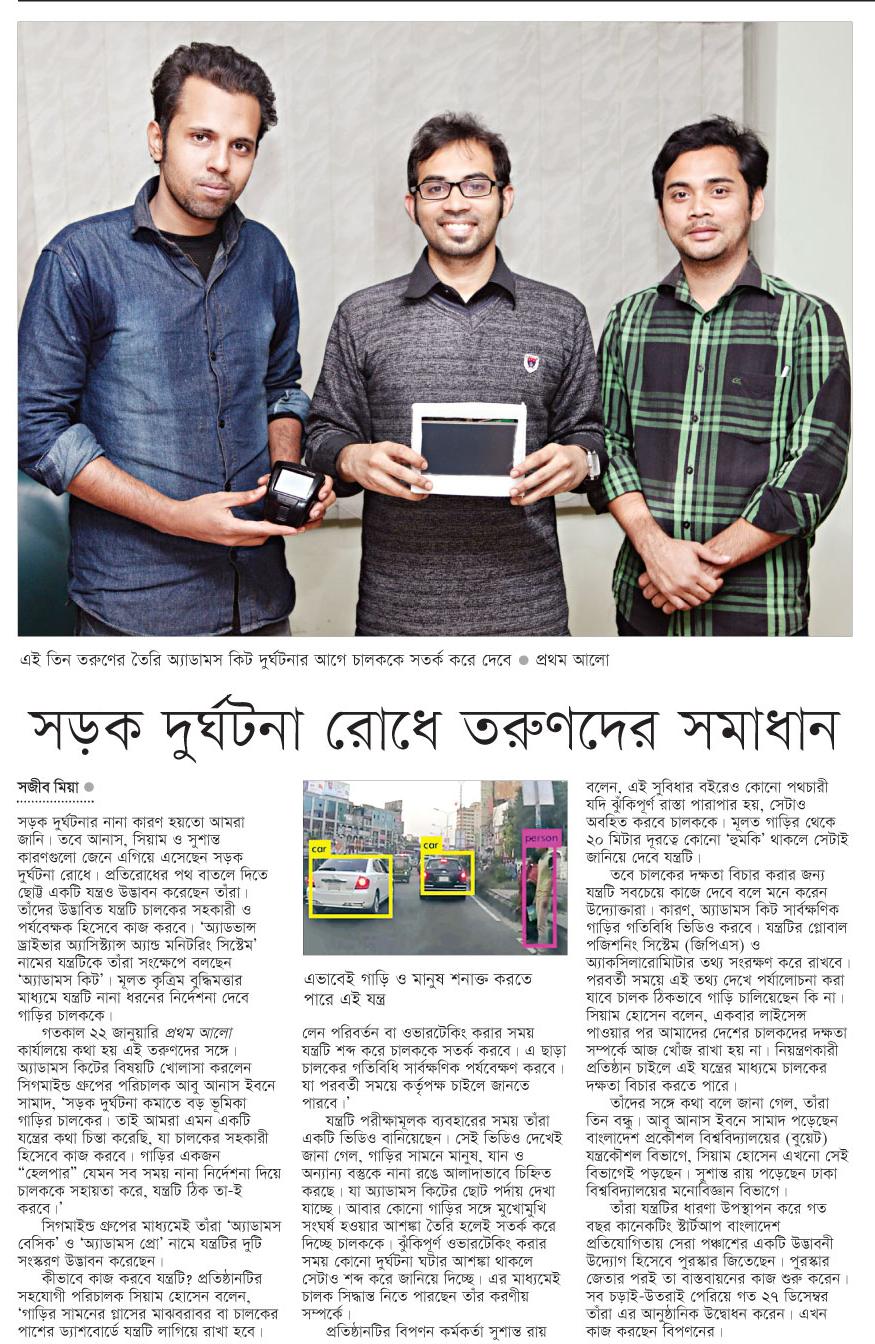 এই তিন তরুণের তৈরি অ্যাডামস কিট দুর্ঘটনার আগে চালককে সতর্ক করে দেবে ● প্রথম আলো
সড়ক দুর্ঘটনা রোধে তরুণদের সমাধান
সজীব মিয়া ●
সড়ক দুর্ঘটনার নানা কারণ হয়তো আমরা
জানি। তবে আনাস, সিয়াম ও সুশান্ত
কারণগুলো জেনে এগিয়ে এসেছেন সড়ক
দুর্ঘটনা রোধে। প্রতিরোধের পথ বাতলে দিতে
ছোট্ট একটি যন্ত্রও উদ্ভাবন করেছেন তাঁরা।
তাঁদের উদ্ভাবিত যন্ত্রটি চালকের সহকারী ও
পর্যবেক্ষক হিসেবে কাজ করবে। ‘অ্যাডভান্স
ড্রাইভার অ্যাসিস্ট্যান্স অ্যান্ড মনিটরিং সিস্টেম’
নামের যন্ত্রটিকে তাঁরা সংক্ষেপে বলছেন
‘অ্যাডামস কিট’। মূলত কৃত্রিম বুদ্ধিমত্তার
মাধ্যমে যন্ত্রটি নানা ধরনের নির্দেশনা দেবে
গাড়ির চালককে।
গতকাল ২২ জানুয়ারি প্রথম আলো
কার্যালয়ে কথা হয় এই তরুণদের সঙ্গে।
অ্যাডামস কিটের বিষয়টি খোলাসা করলেন
সিগমাইন্ড গ্রুপের পরিচালক আবু আনাস ইবনে
সামাদ, ‘সড়ক দুর্ঘটনা কমাতে বড় ভূমিকা
গাড়ির চালকের। তাই আমরা এমন একটি
যন্ত্রের কথা চিন্তা করেছি, যা চালকের সহকারী
হিসেবে কাজ করবে। গাড়ির একজন
“হেলপার” যেমন সব সময় নানা নির্দেশনা দিয়ে
চালককে সহায়তা করে, যন্ত্রটি ঠিক তা-ই
করবে।’
সিগমাইন্ড গ্রুপের মাধ্যমেই তাঁরা ‘অ্যাডামস
বেসিক’ ও ‘অ্যাডামস প্রো’ নামে যন্ত্রটির দুটি
সংস্করণ উদ্ভাবন করেছেন।
কীভাবে কাজ করবে যন্ত্রটি? প্রতিষ্ঠানটির
সহযোগী পরিচালক সিয়াম হোসেন বলেন,
‘গাড়ির সামনের গ্লাসের মাঝবরাবর বা চালকের
পাশের ড্যাশবোর্ডে যন্ত্রটি লাগিয়ে রাখা হবে।
car
car
person
এভাবেই গাড়ি ও মানুষ শনাক্ত করতে
পারে এই যন্ত্র
লেন পরিবর্তন বা ওভারটেকিং করার সময়
যন্ত্রটি শব্দ করে চালককে সতর্ক করবে। এ ছাড়া
চালকের গতিবিধি সার্বক্ষণিক পর্যবেক্ষণ করবে।
যা পরবর্তী সময়ে কর্তৃপক্ষ চাইলে জানতে
পারবে।’
যন্ত্রটি পরীক্ষামূলক ব্যবহারের সময় তাঁরা
একটি ভিডিও বানিয়েছেন। সেই ভিডিও দেখেই
জানা গেল, গাড়ির সামনে মানুষ, যান ও
অন্যান্য বস্তুকে নানা রঙে আলাদাভাবে চিহ্নিত
করছে। যা অ্যাডামস কিটের ছোট পর্দায় দেখা
যাচ্ছে। আবার কোনো গাড়ির সঙ্গে মুখোমুখি
সংঘর্ষ হওয়ার আশঙ্কা তৈরি হলেই সতর্ক করে
দিচ্ছে চালককে। ঝুঁকিপূর্ণ ওভারটেকিং করার
সময় কোনো দুর্ঘটনা ঘটার আশঙ্কা থাকলে
সেটাও শব্দ করে জানিয়ে দিচ্ছে। এর মাধ্যমেই
চালক সিদ্ধান্ত নিতে পারছেন তাঁর করণীয়
সম্পর্কে।
প্রতিষ্ঠানটির বিপণন কর্মকর্তা সুশান্ত রায়
বলেন, এই সুবিধার বইরেও কোনো পথচারী
যদি ঝুঁকিপূর্ণ রাস্তা পারাপার হয়, সেটাও
অবহিত করবে চালককে। মূলত গাড়ির থেকে
২০ মিটার দূরত্বে কোনো ‘হুমকি’ থাকলে সেটাই
জানিয়ে দেবে যন্ত্রটি।
তবে চালকের দক্ষতা বিচার করার জন্য
যন্ত্রটি সবচেয়ে কাজে দেবে বলে মনে করেন
উদ্যোক্তারা। কারণ, অ্যাডামস কিট সার্বক্ষণিক
গাড়ির গতিবিধি ভিডিও করবে। যন্ত্রটির গ্লোবাল
পজিশনিং সিস্টেম (জিপিএস) ও
অ্যাকসিলারোমিাটার তথ্য সংরক্ষণ করে রাখবে।
পরবর্তী সময়ে এই তথ্য দেখে পর্যালোচনা করা
যাবে চালক ঠিকভাবে গাড়ি চালিয়েছেন কি না।
সিয়াম হোসেন বলেন, একবার লাইসেন্স
পাওয়ার পর আমাদের দেশের চালকদের দক্ষতা
সম্পর্কে আজ খোঁজ রাখা হয় না। নিয়ন্ত্রণকারী
প্রতিষ্ঠান চাইলে এই যন্ত্রের মাধ্যমে চালকের
দক্ষতা বিচার করতে পারে।
তাঁদের সঙ্গে কথা বলে জানা গেল, তাঁরা
তিন বন্ধু। আবু আনাস ইবনে সামাদ পড়েছেন
বাংলাদেশ প্রকৌশল বিশ্ববিদ্যালয়ের (বুয়েট)
যন্ত্রকৌশল বিভাগে, সিয়াম হোসেন এখনো সেই
বিভাগেই পড়ছেন। সুশান্ত রায় পড়েছেন ঢাকা
বিশ্ববিদ্যালয়ের মনোবিজ্ঞান বিভাগে।
তাঁরা যন্ত্রটির ধারণা উপস্থাপন করে গত
বছর কানেকটিং স্টার্টআপ বাংলাদেশ
প্রতিযোগিতায় সেরা পঞ্চাশের একটি উদ্ভাবনী
উদ্যোগ হিসেবে পুরস্কার জিতেছেন। পুরস্কার
জেতার পরই তা বাস্তবায়নের কাজ শুরু করেন।
সব চড়াই-উতরাই পেরিয়ে গত ২৭ ডিসেম্বর
তাঁরা এর আনুষ্ঠানিক উদ্বোধন করেন। এখন
কাজ করছেন বিপণনের।